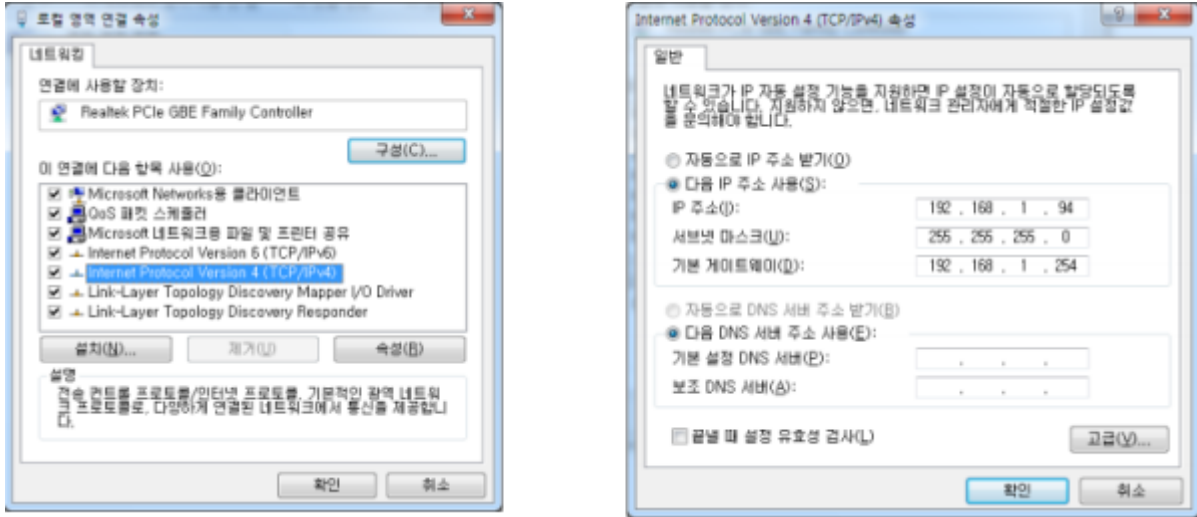 로컬 영역 연결 속성
네트워킹
연결에 사용할 장치:
Realtek PCIe GBE Family Controller
구성(C)...
이 연결에 다음 항목 사용(O):
Microsoft Networks용 클라이언트
QoS 패킷 스케줄러
Microsoft 네트워크용 파일 및 프린터 공유
Internet Protocol Version 6 (TCP/IPv6)
Internet Protocol Version 4 (TCP/IPv4)
Link-Layer Topology Discovery Mapper I/O Driver
Link-Layer Topology Discovery Responder
설치(N)...
제거(U)
속성(R)
설명
전송 컨트롤 프로토콜/인터넷 프로토콜. 기본적인 광역 네트워
크 프로토콜로, 다양하게 연결된 네트워크에서 통신을 제공합니
다.
확인
취소
Internet Protocol Version 4 (TCP/IPv4) 속성
일반
네트워크가 IP 자동 설정 기능을 지원하면 IP 설정이 자동으로 할당되도록
할 수 있습니다. 지원하지 않으면, 네트워크 관리자에게 적절한 IP 설정값
을 문의해야 합니다.
자동으로 IP 주소 받기(O)
다음 IP 주소 사용(S):
IP 주소(I): 192 . 168 . 1 . 94
서브넷 마스크(U): 255 . 255 . 255 . 0
기본 게이트웨이(D): 192 . 168 . 1 . 254
자동으로 DNS 서버 주소 받기(B)
다음 DNS 서버 주소 사용(E):
기본 설정 DNS 서버(P): . . .
보조 DNS 서버(A): . . .
끝낼 때 설정 유효성 검사(L)
고급(V)...
확인
취소